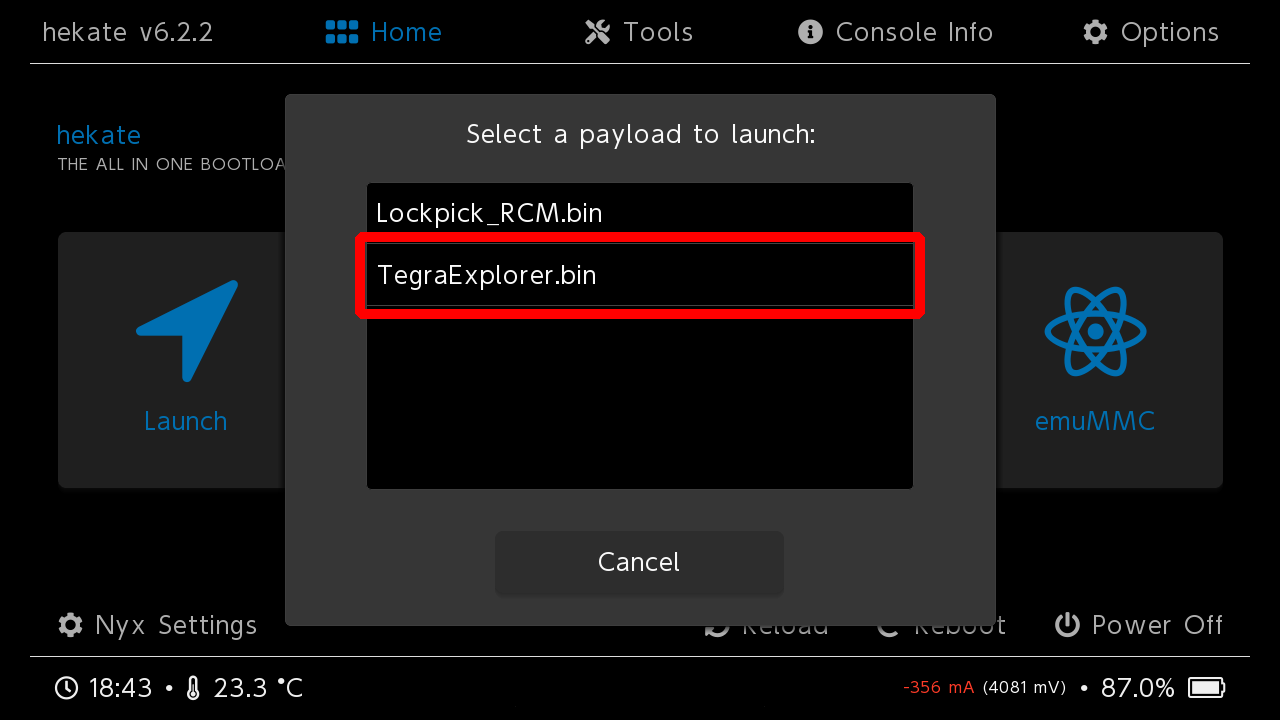 hekate v6.2.2 Home Tools Console Info Options
hekate
THE ALL IN ONE BOOTLOA
Select a payload to launch:
Lockpick_RCM.bin
TegraExplorer.bin
Launch
emuMMC
Cancel
Nyx Settings Reload Reboot Power Off
18:43 • 23.3 °C -356 mA (4081 mV) • 87.0%